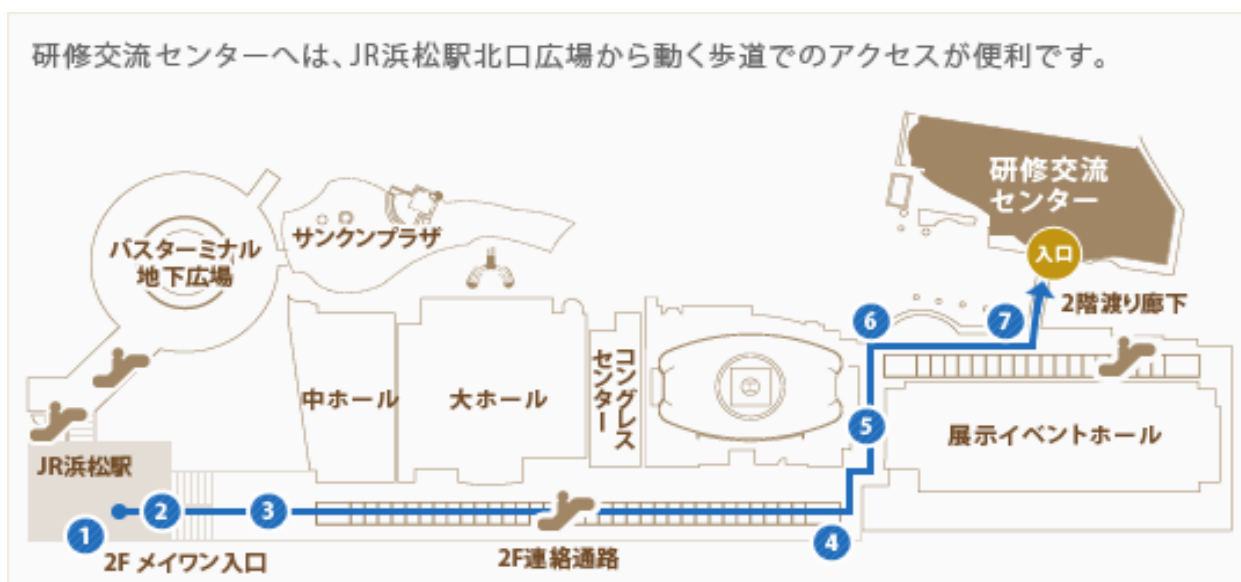 研修交流センターへは、JR浜松駅北口広場から動く歩道でのアクセスが便利です。
研修交流
センター
入口
サンクンプラザ
バスターミナル
地下広場
2階渡り廊下
6
7
コングレス
センター
中ホール
大ホール
5
展示イベントホール
JR浜松駅
1
2
3
4
2F メイワン入口
2F連絡通路